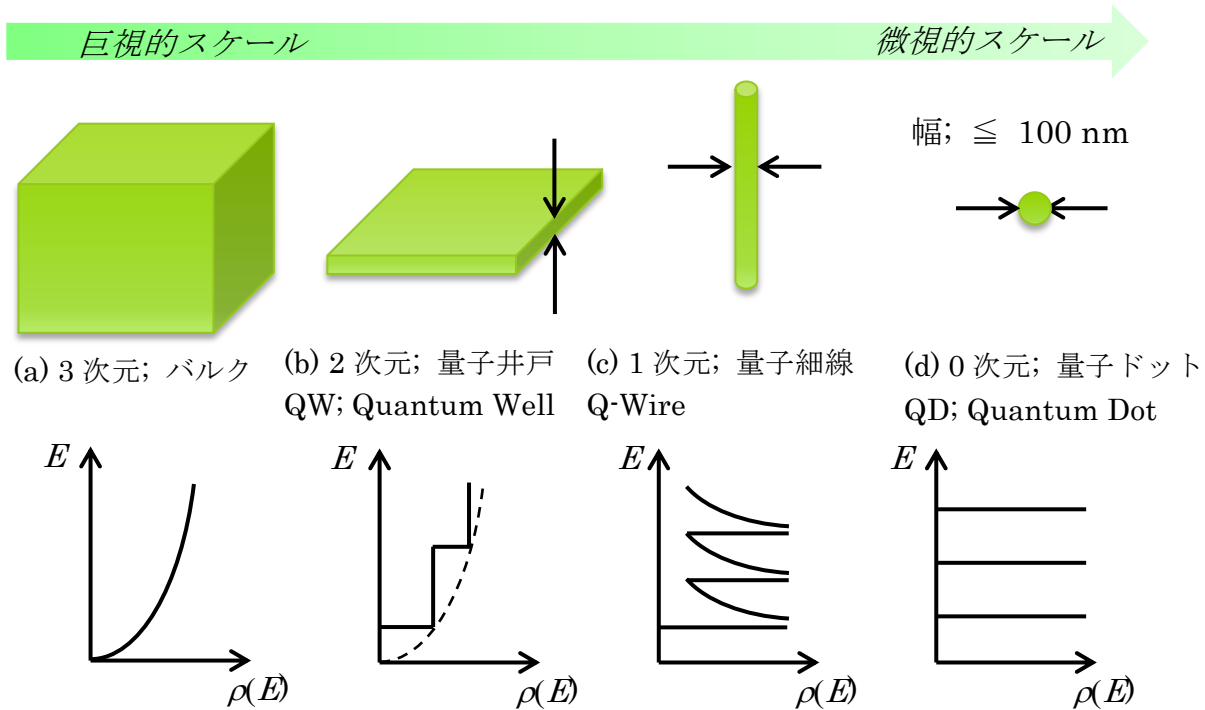 巨視的スケール
微視的スケール
幅; ≦ 100 nm
(a) 3 次元; バルク
(b) 2 次元; 量子井戸
QW; Quantum Well
(c) 1 次元; 量子細線
Q-Wire
(d) 0 次元; 量子ドット
QD; Quantum Dot
E
ρ(E)
E
ρ(E)
E
ρ(E)
E
ρ(E)